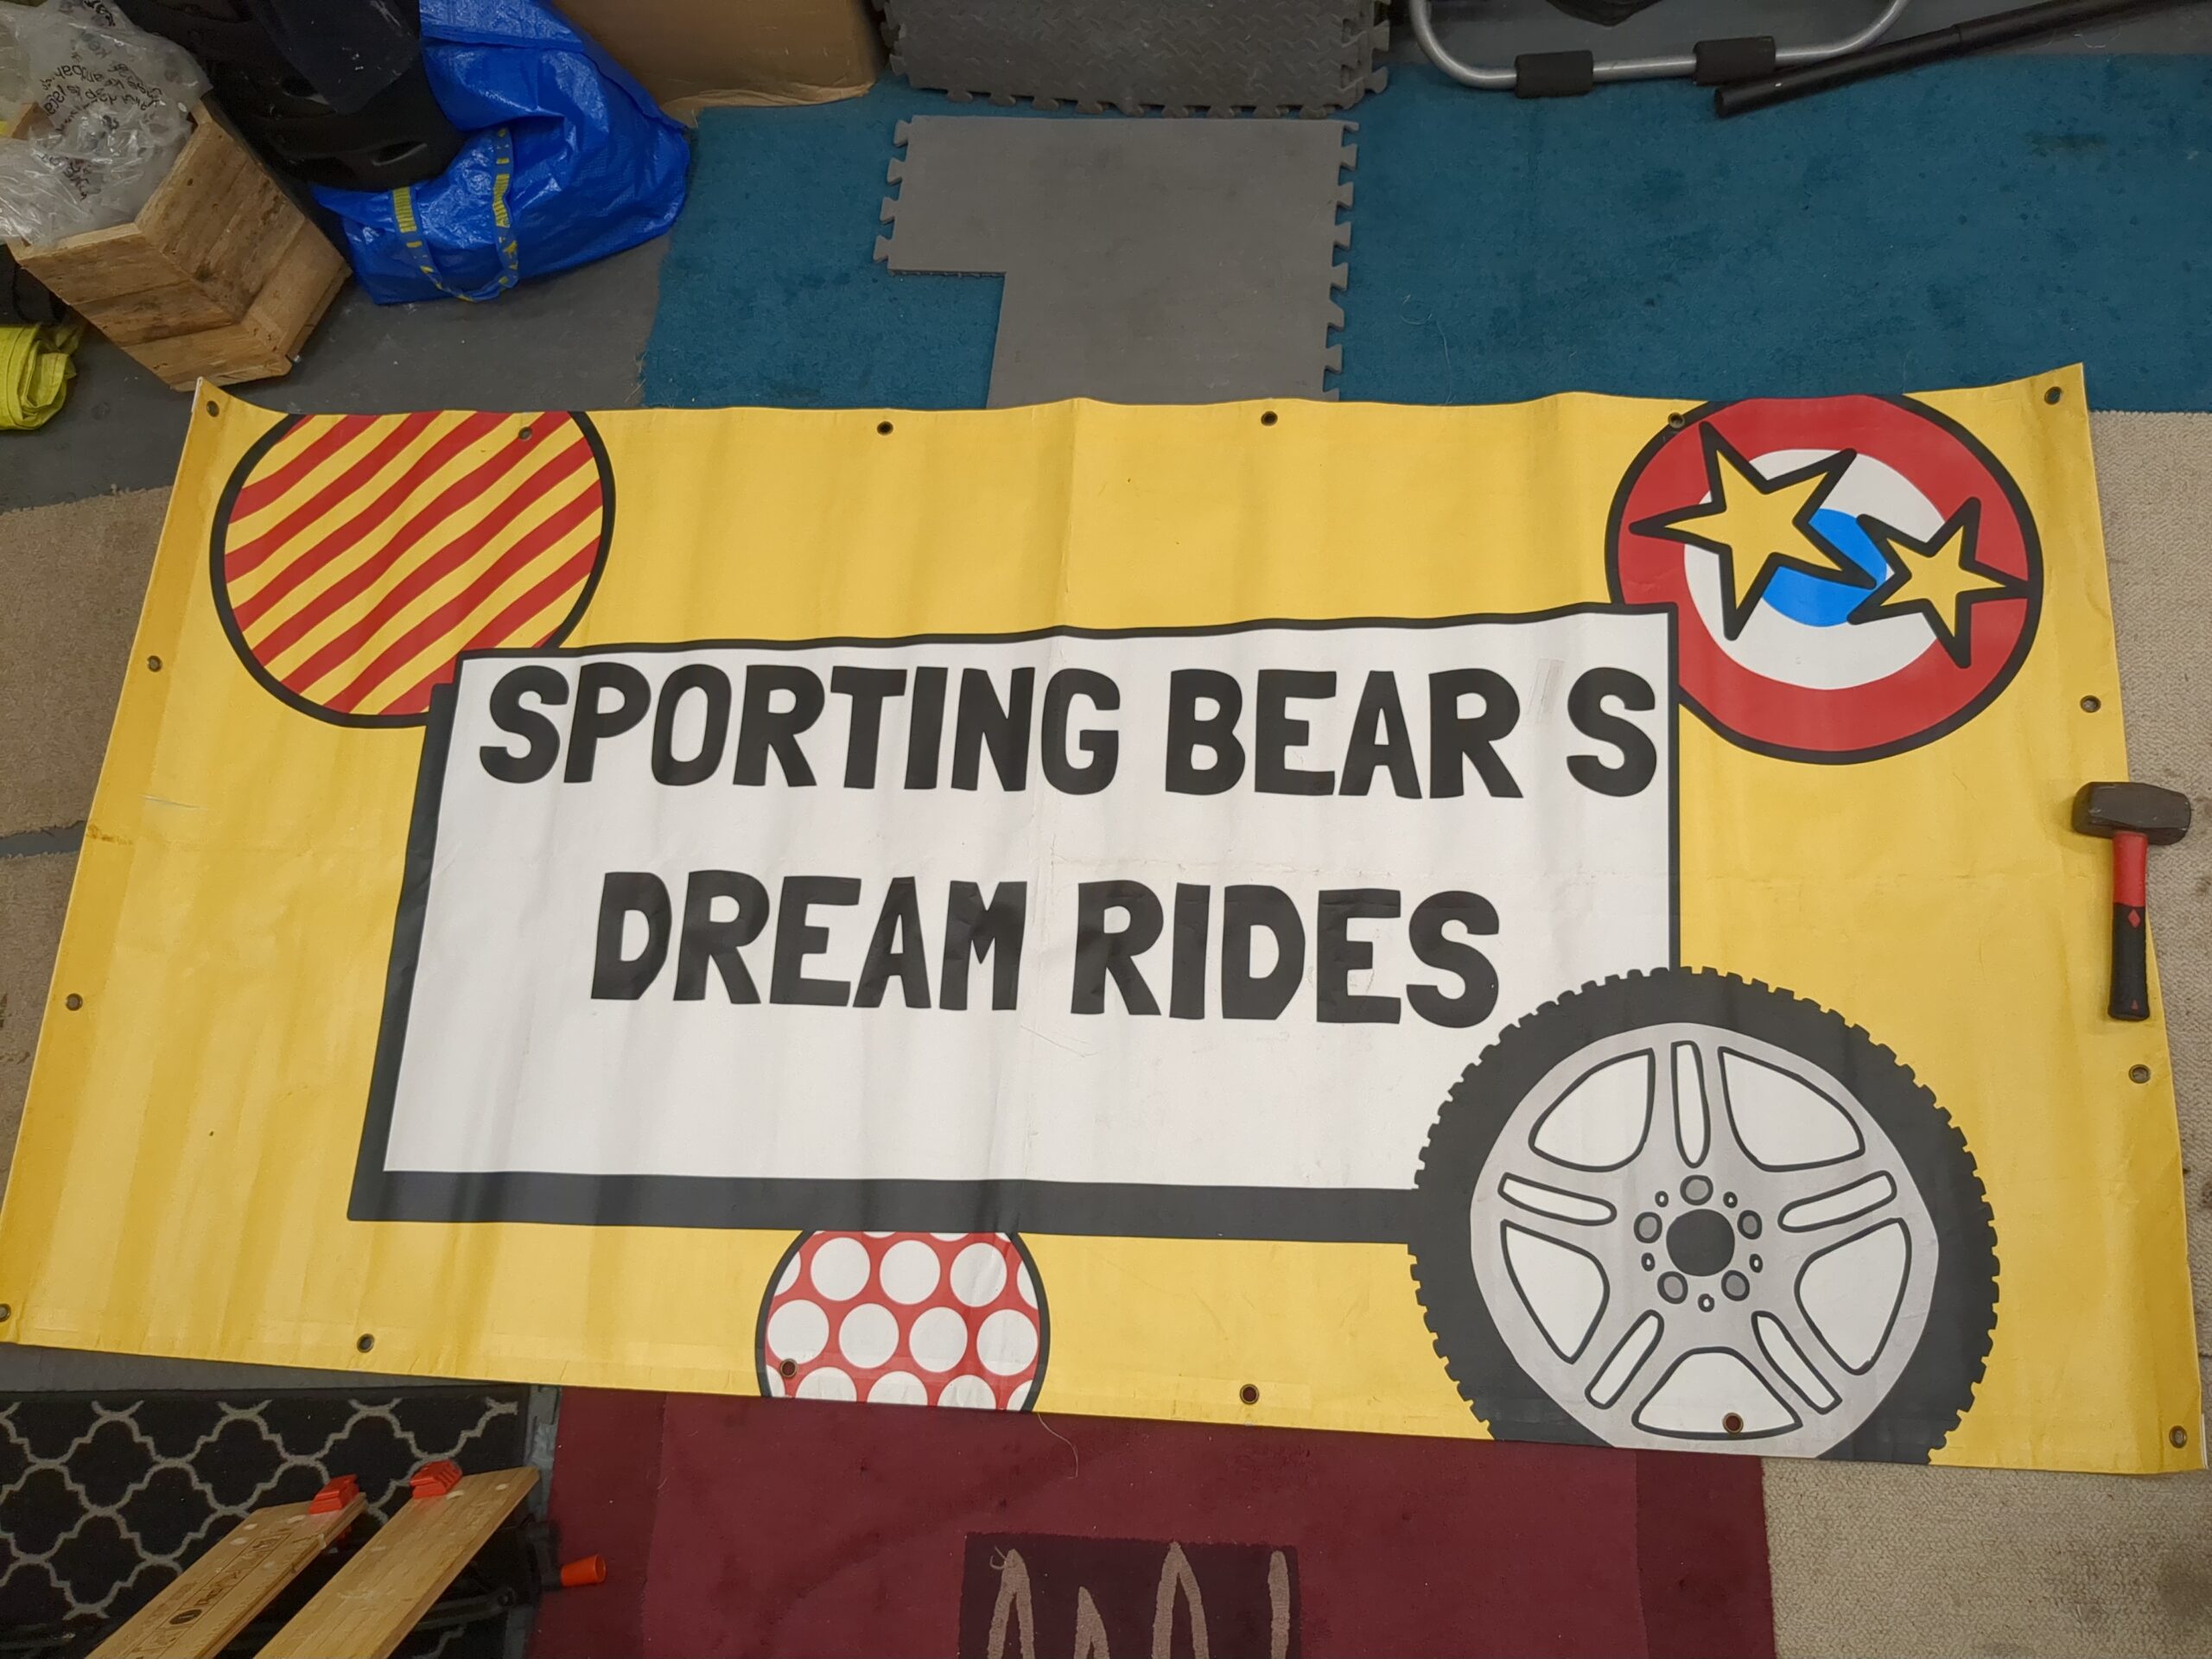 SPORTING BEAR S
DREAM RIDES